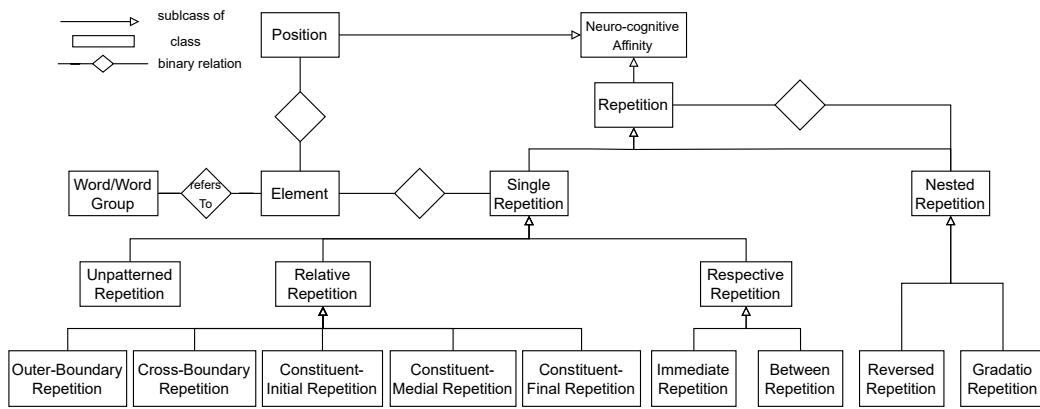 sublcass of
class
binary relation
Position
Neuro-cognitive
Affinity
Repetition
Word/Word
Group
refers
To
Element
Single
Repetition
Nested
Repetition
Unpatterned
Repetition
Relative
Repetition
Respective
Repetition
Outer-Boundary
Repetition
Cross-Boundary
Repetition
Constituent-
Initial Repetition
Constituent-
Medial Repetition
Constituent-
Final Repetition
Immediate
Repetition
Between
Repetition
Reversed
Repetition
Gradatio
Repetition